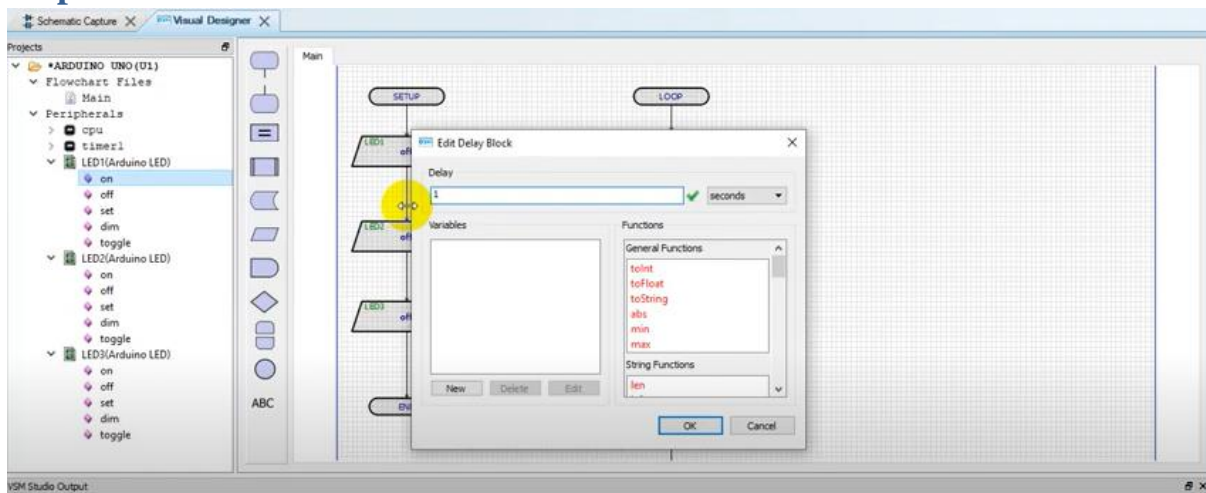 Schematic Capture
Visual Designer
Projects
*ARDUINO UNO(U1)
Flowchart Files
Main
Peripherals
cpu
timer1
LED1(Arduino LED)
on
off
set
dim
toggle
LED2(Arduino LED)
on
off
set
dim
toggle
LED3(Arduino LED)
on
off
set
dim
toggle
ABC
Main
SETUP
LOOP
LED1
LED2
LED3
Edit Delay Block
Delay
1
seconds
Variables
New Delete Edit
Functions
General Functions
toInt
toFloat
toString
abs
min
max
String Functions
len
OK Cancel
VSM Studio Output